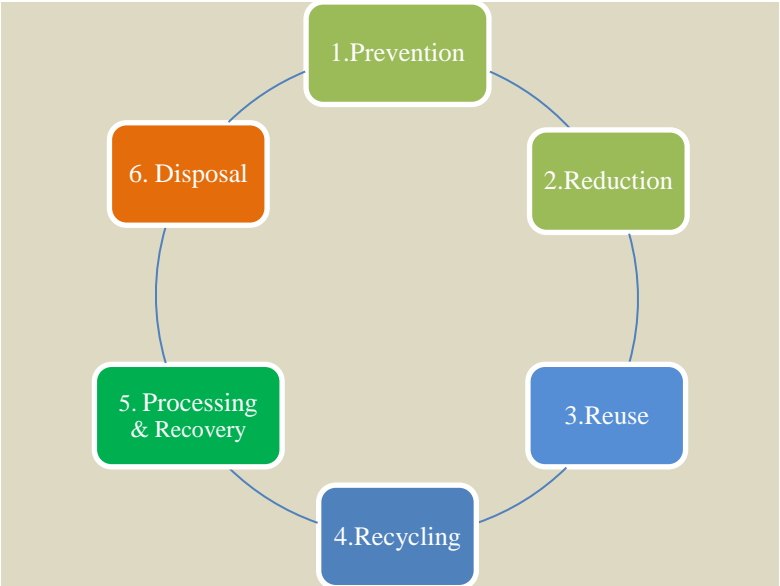 1.Prevention
2.Reduction
3.Reuse
4.Recycling
5. Processing
& Recovery
6. Disposal